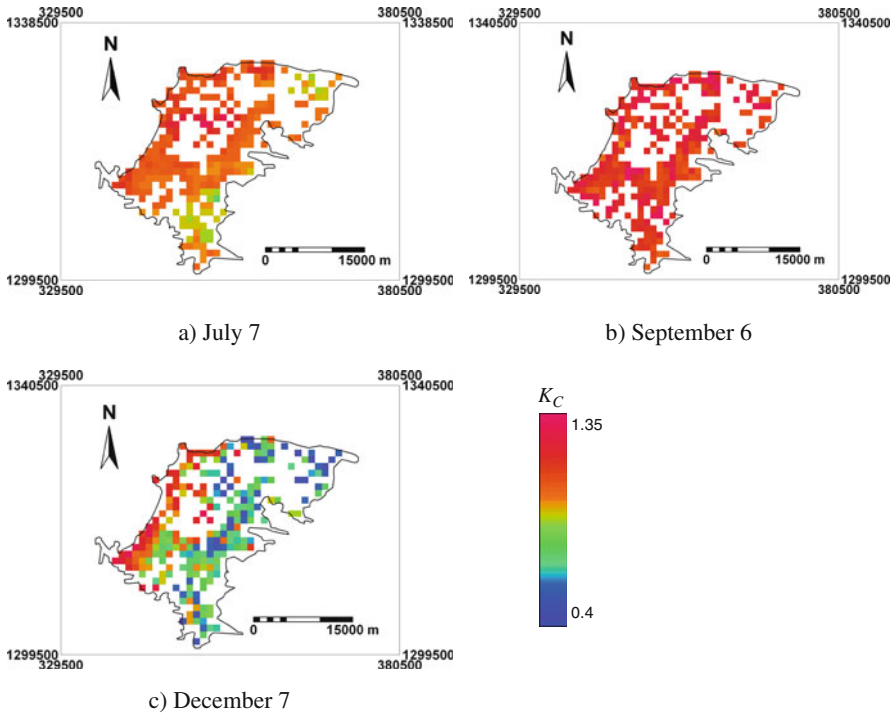 329500 380500
1338500 1338500
N
0 15000 m
1299500 1299500
329500 380500
a) July 7
329500 380500
1340500 1340500
N
0 15000 m
1299500 1299500
329500 380500
b) September 6
329500 380500
1340500 1340500
N
0 15000 m
1299500 1299500
329500 380500
c) December 7
K_C
1.35
0.4